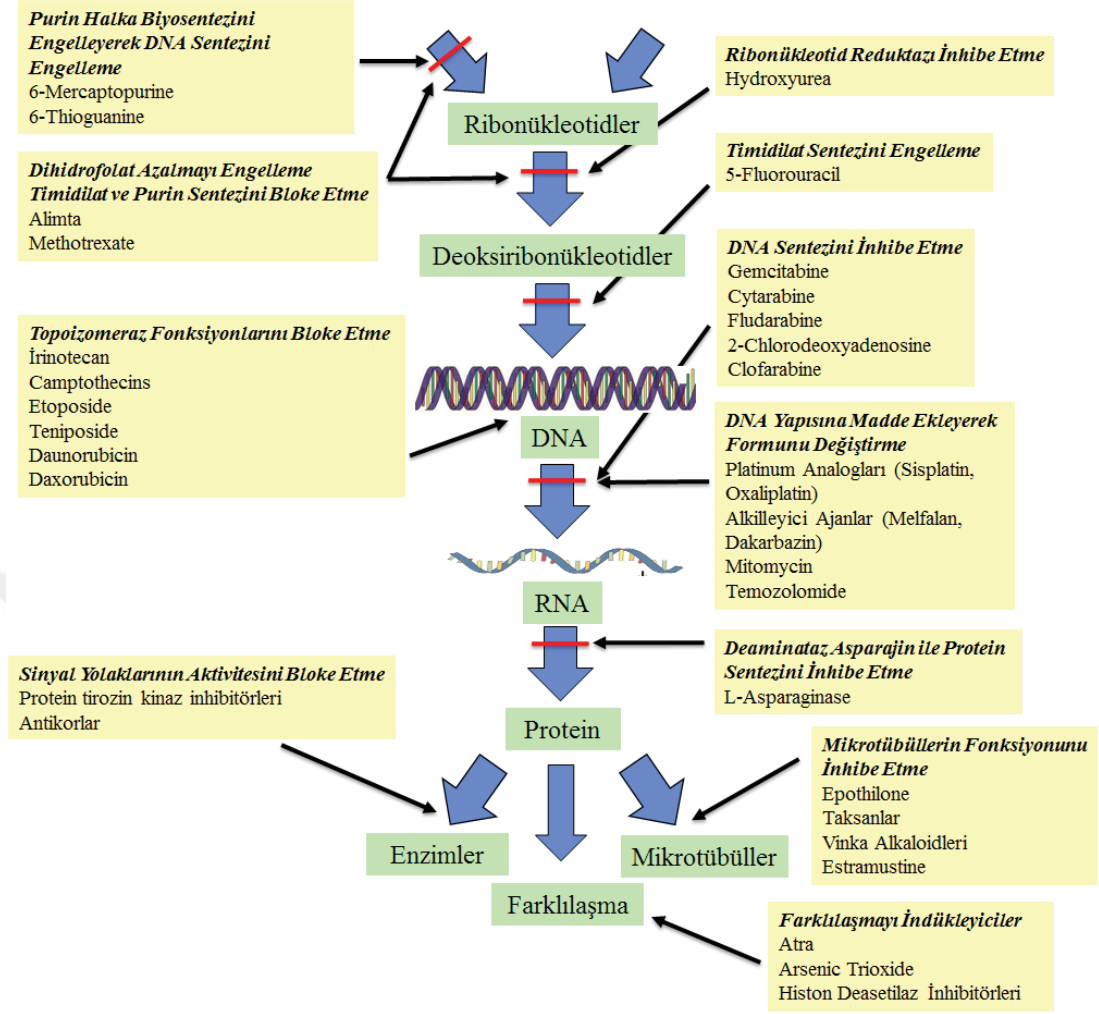 Purin Halka Biyosentezini
Engelleyerek DNA Sentezini
Engelleme
6-Mercaptopurine
6-Thioguanine
Ribonükleotid Reduktazı İnhibe Etme
Hydroxyurea
Ribonükleotidler
Dihidrofolat Azalmayı Engelleme
Timidilat ve Purin Sentezini Bloke Etme
Alimta
Methotrexate
Timidilat Sentezini Engelleme
5-Fluorouracil
Deoksiribonükleotidler
DNA Sentezini İnhibe Etme
Gemcitabine
Cytarabine
Fludarabine
2-Chlorodeoxyadenosine
Clofarabine
Topoizomeraz Fonksiyonlarını Bloke Etme
İrinotecan
Camptothecins
Etoposide
Teniposide
Daunorubicin
Daxorubicin
DNA
DNA Yapısına Madde Ekleyerek
Formunu Değiştirme
Platinum Analogları (Sisplatin,
Oxaliplatin)
Alkilleyici Ajanlar (Melfalan,
Dakarbazin)
Mitomycin
Temozolomide
RNA
Deaminataz Asparajin ile Protein
Sentezini İnhibe Etme
L-Asparaginase
Sinyal Yolaklarının Aktivitesini Bloke Etme
Protein tirozin kinaz inhibitörleri
Antikorlar
Protein
Mikrotübüllerin Fonksiyonunu
İnhibe Etme
Epothilone
Taksanlar
Vinka Alkaloidleri
Estramustine
Enzimler
Mikrotübüller
Farklılaşma
Farklılaşmayı İndükleyiciler
Atra
Arsenic Trioxide
Histon Deasetilaz İnhibitörleri